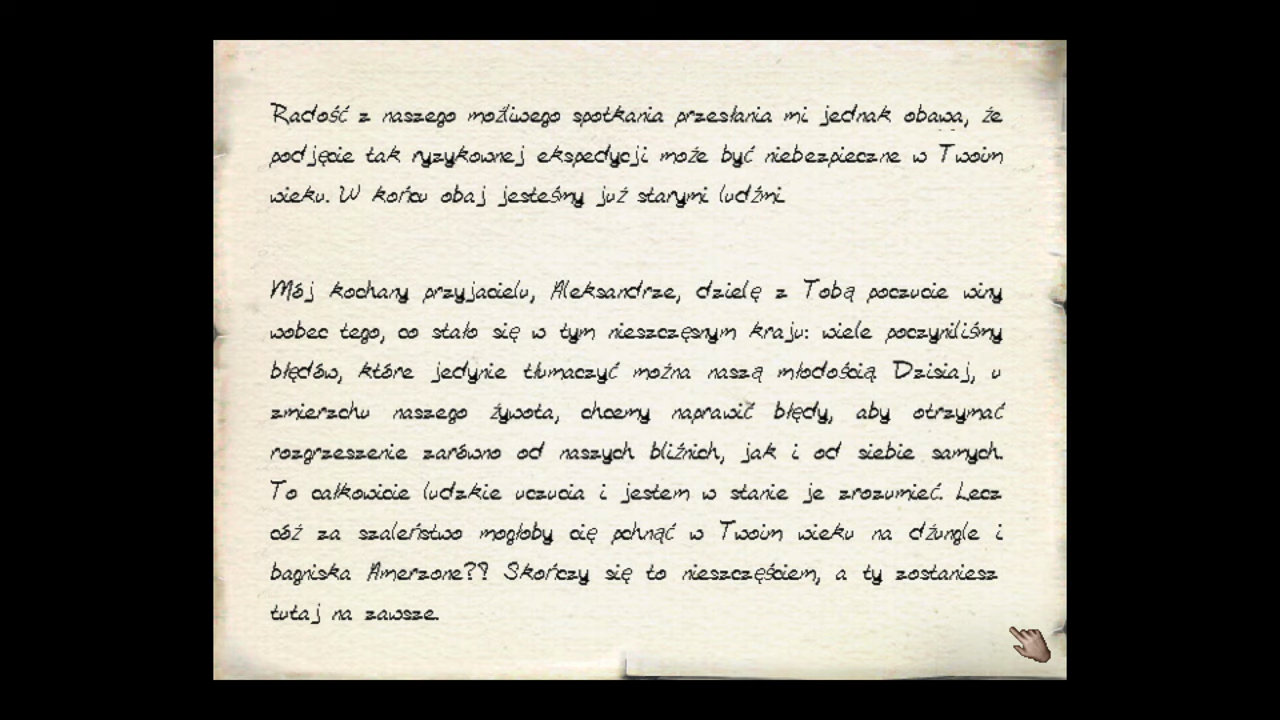 Radość z naszego możliwego spotkania przesłania mi jednak obawa, że
podjęcie tak ryzykownej ekspedycji może być niebezpieczne w Twoim
wieku. W końcu obaj jesteśmy już starymi ludźmi.
Mój kochany przyjacielu, Aleksandrze, dzielę z Tobą poczucie winy
wobec tego, co stało się w tym nieszczęsnym kraju: wiele poczyniliśmy
błędów, które jedynie tłumaczyć można naszą młodością. Dzisiaj, u
zmierzchu naszego żywota, chcemy naprawić błędy, aby otrzymać
rozgrzeszenie zarówno od naszych bliźnich, jak i od siebie samych.
To całkowicie ludzkie uczucia i jestem w stanie je zrozumieć. Lecz
cóż za szaleństwo mogłoby cię pchnąć w Twoim wieku na dżungle i
bagniska Amerzone?? Skończy się to nieszczęściem, a ty zostaniesz
tutaj na zawsze.